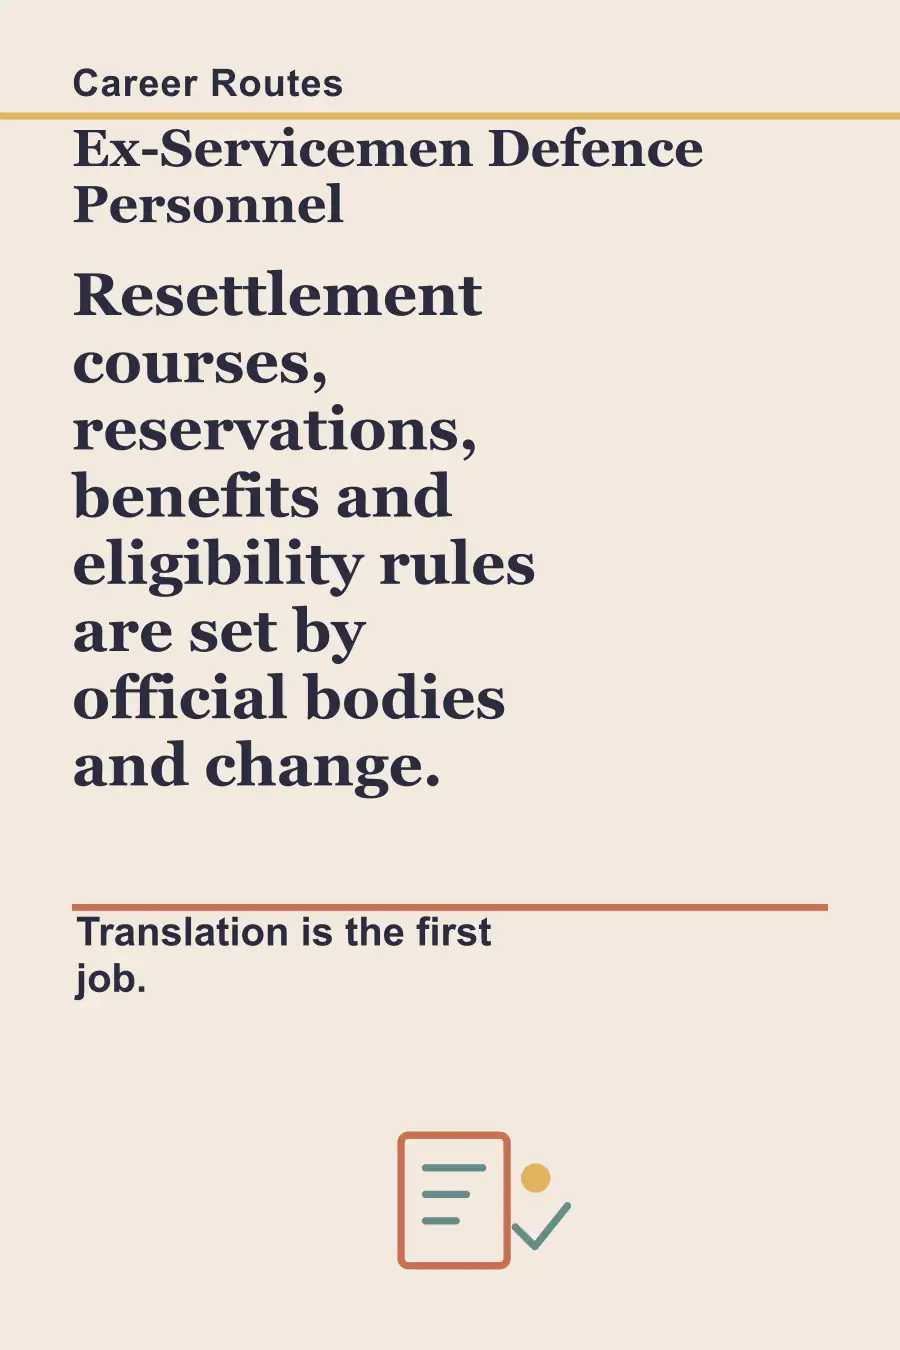 Career Routes
Ex-Servicemen Defence
Personnel
Resettlement
courses,
reservations,
benefits and
eligibility rules
are set by
official bodies
and change.
Translation is the first
job.